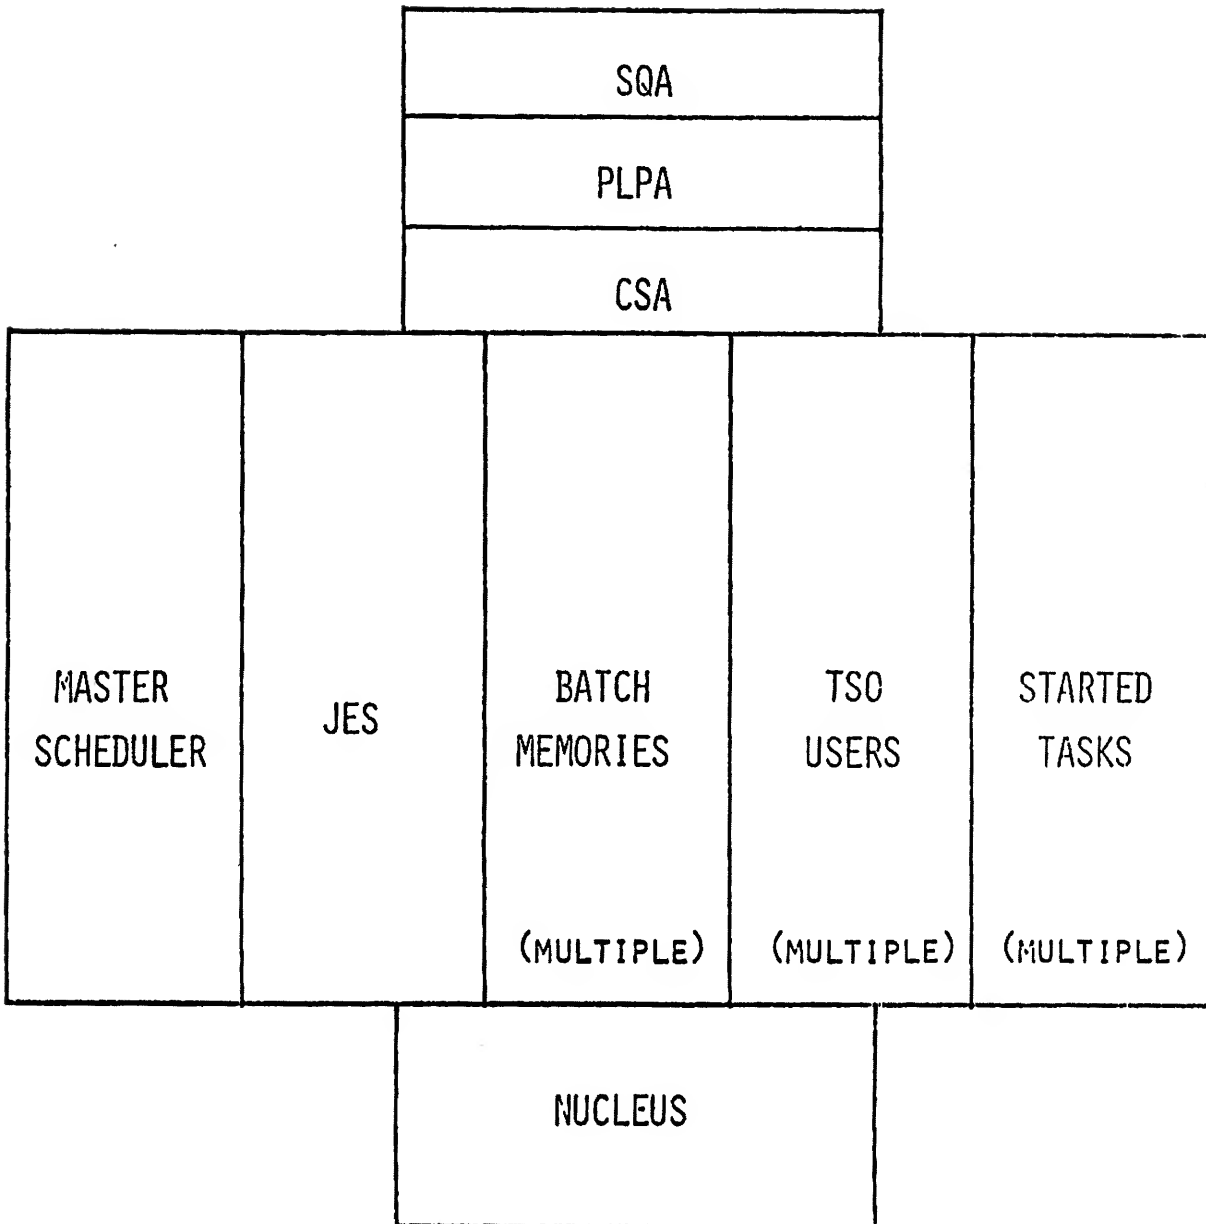 SQA
PLPA
CSA
MASTER
SCHEDULER
JES
BATCH
MEMORIES
(MULTIPLE)
TSO
USERS
(MULTIPLE)
STARTED
TASKS
(MULTIPLE)
NUCLEUS